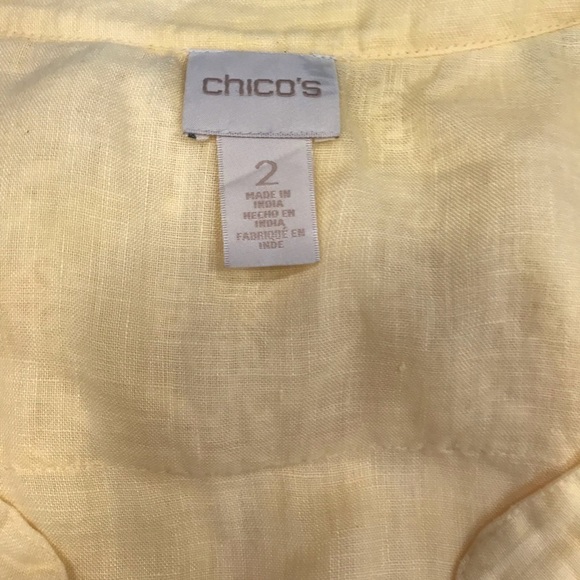 chico's
2
MADE IN
INDIA
HECHO EN
INDIA
FABRIQUÉ EN
INDE